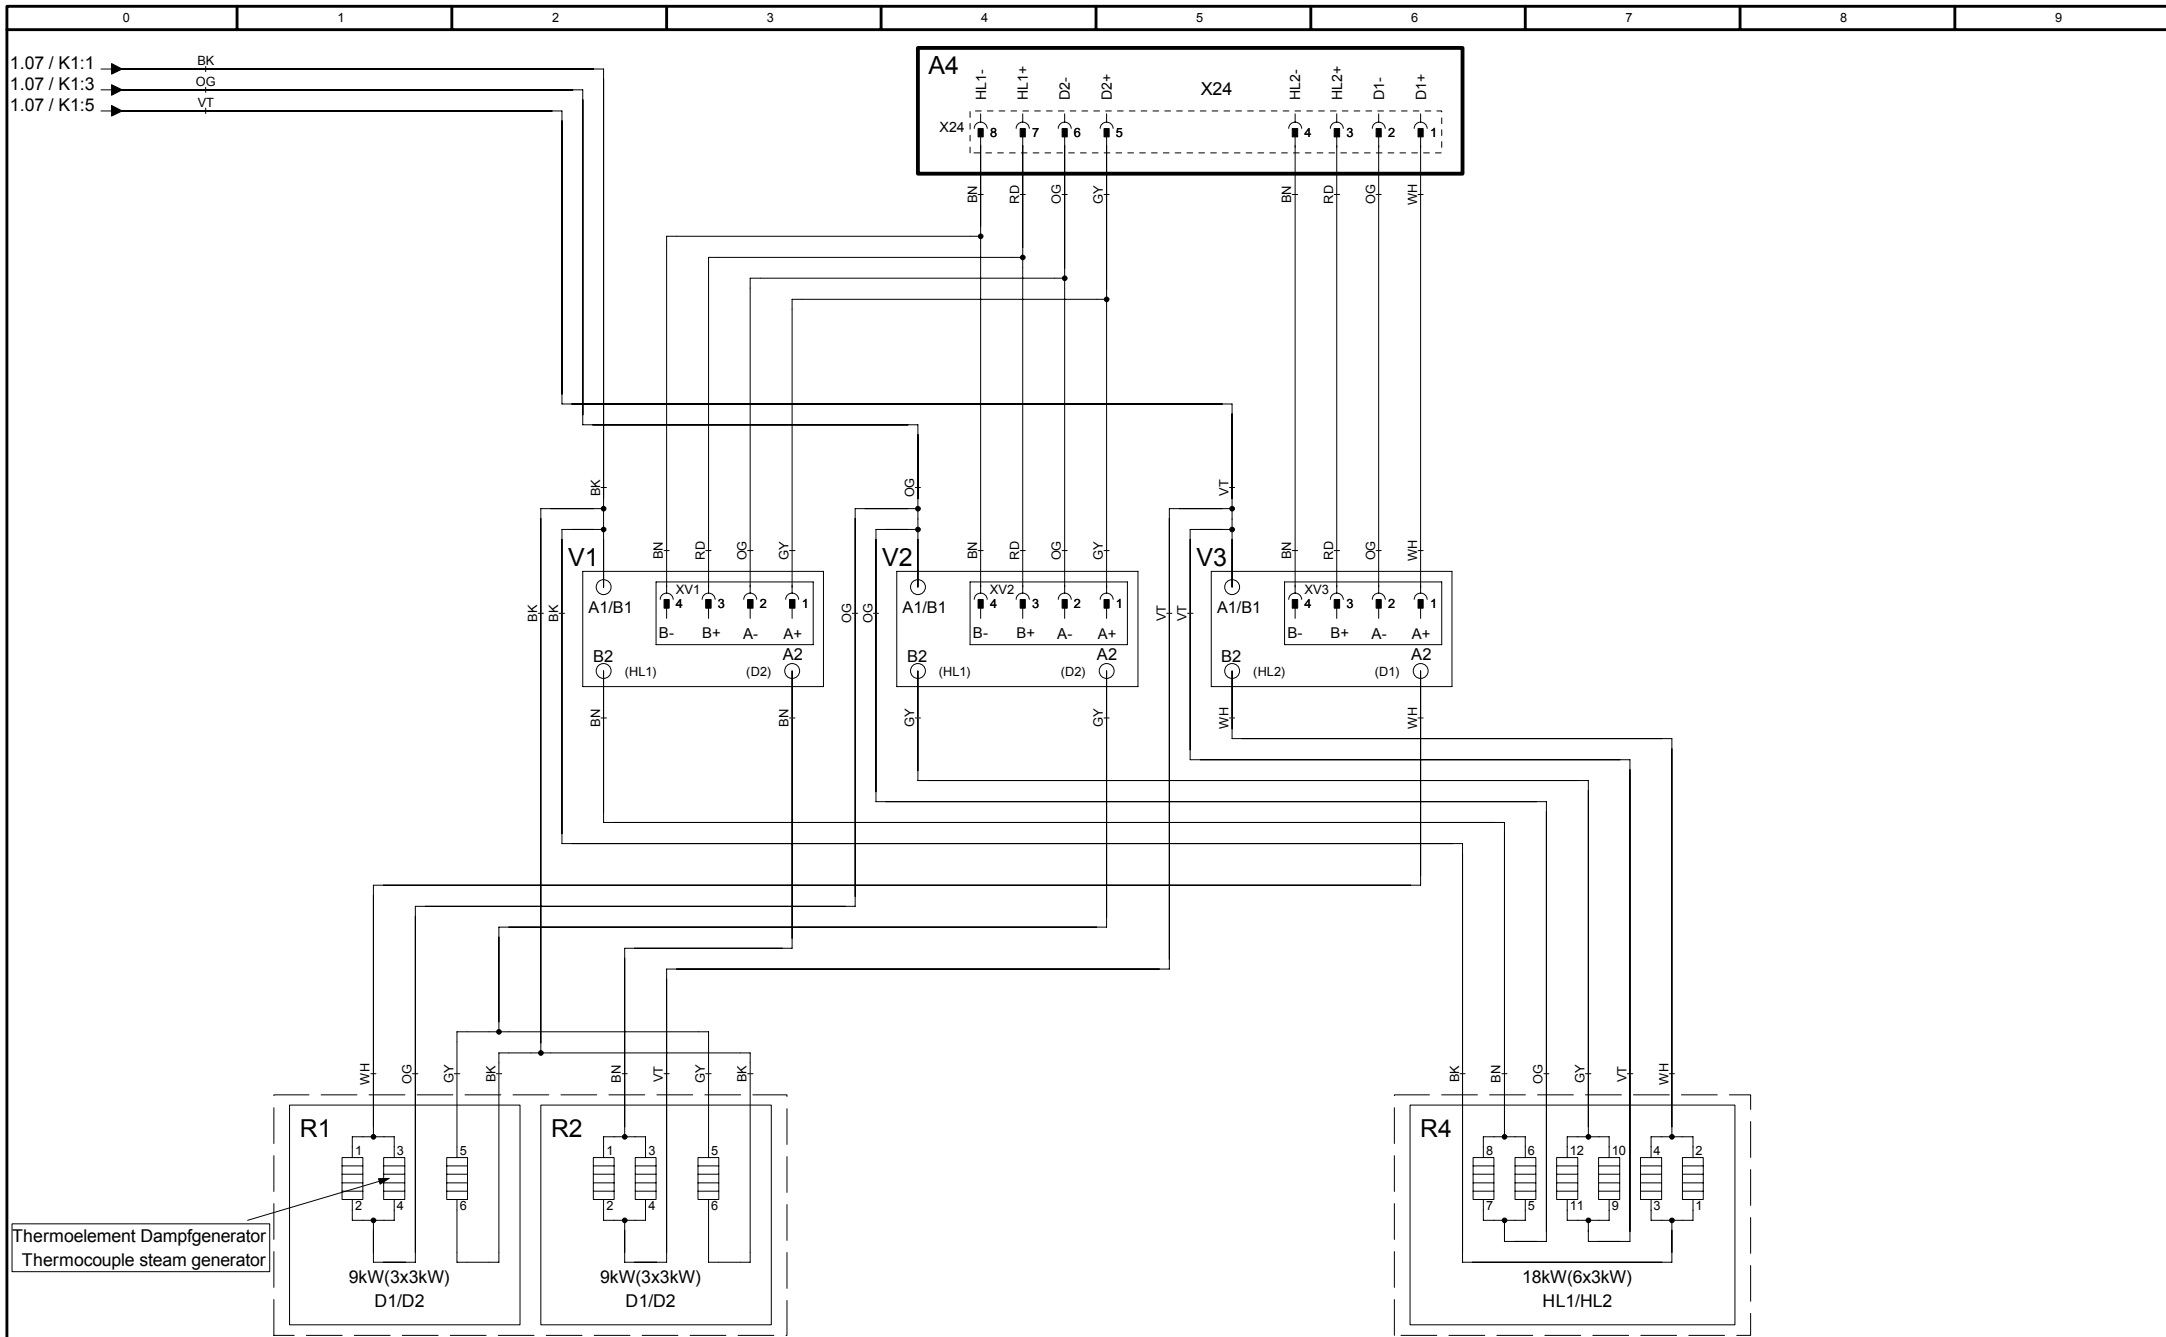 0 1 2 3 4 5 6 7 8 9
1.07 / K1:1 BK
1.07 / K1:3 OG
1.07 / K1:5 VT
A4 HL1- HL1+ D2- D2+ X24 HL2- HL2+ D1- D1+
X24 8 7 6 5 4 3 2 1
BN RD OG GY BN RD OG WH
BK OG VT
V1 BN RD OG GY V2 BN RD OG GY V3 BN RD OG WH
XV1 XV2 XV3
4 3 2 1 4 3 2 1 4 3 2 1
BK BK A1/B1 OG OG A1/B1 VT VT A1/B1
B- B+ A- A+ B- B+ A- A+ B- B+ A- A+
B2 A2 B2 A2 B2 A2
(HL1) (D2) (HL1) (D2) (HL2) (D1)
BN BN GY GY WH WH
WH OG GY BK BN VT GY BK BK BN OG GY VT WH
R1 R2 R4
1 3 5 1 3 5 8 6 12 10 4 2
2 4 6 2 4 6 7 5 11 9 3 1
Thermoelement Dampfgenerator
Thermocouple steam generator
9kW(3x3kW) 9kW(3x3kW) 18kW(6x3kW)
D1/D2 D1/D2 HL1/HL2